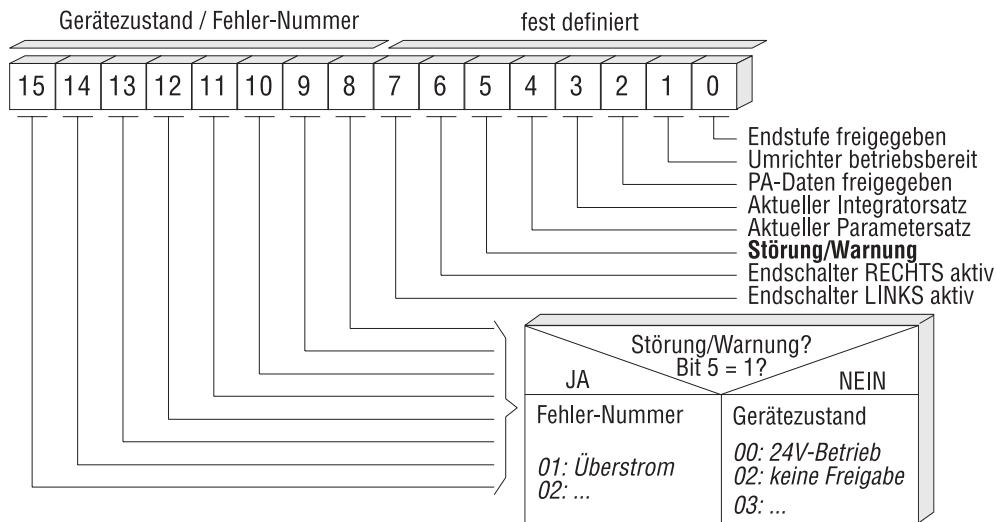 Gerätezustand / Fehler-Nummer fest definiert
15 14 13 12 11 10 9 8 7 6 5 4 3 2 1 0
Endstufe freigegeben
Umrichter betriebsbereit
PA-Daten freigegeben
Aktueller Integratorsatz
Aktueller Parametersatz
Störung/Warnung
Endschalter RECHTS aktiv
Endschalter LINKS aktiv
Störung/Warnung?
Bit 5 = 1?
JA NEIN
Fehler-Nummer
01: Überstrom
02: ...
Gerätezustand
00: 24V-Betrieb
02: keine Freigabe
03: ...